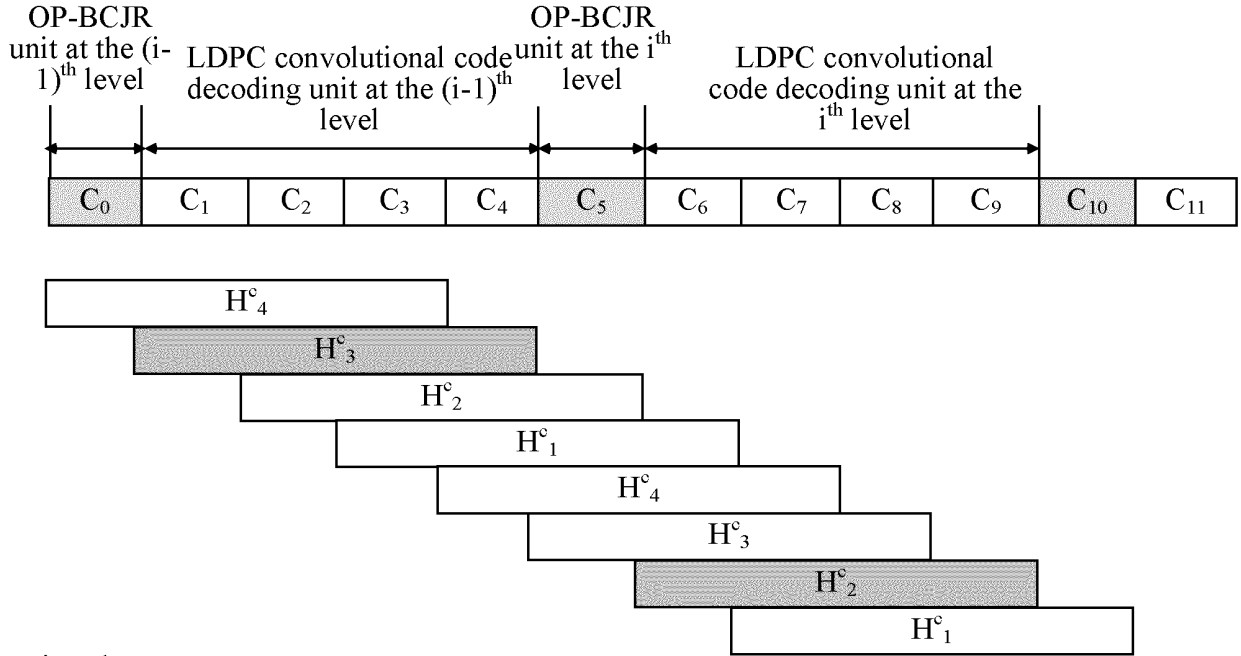 OP-BCJR
unit at the (i-
1)th level
LDPC convolutional code
decoding unit at the (i-1)th
level
OP-BCJR
unit at the ith
level
LDPC convolutional
code decoding unit at the
ith level
C0 C1 C2 C3 C4 C5 C6 C7 C8 C9 C10 C11
Hc4
Hc3
Hc2
Hc1
Hc4
Hc3
Hc2
Hc1